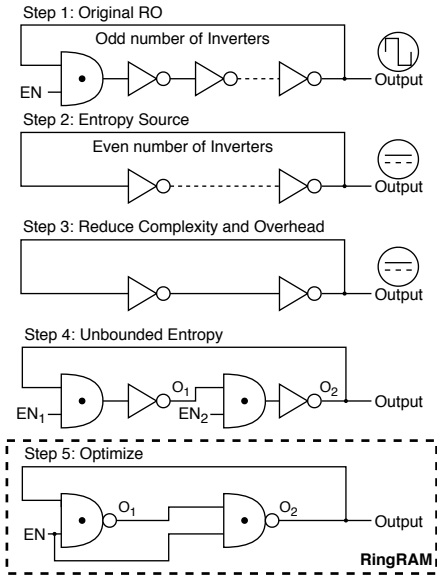 Step 1: Original RO
Odd number of Inverters
EN
Output
Step 2: Entropy Source
Even number of Inverters
Output
Step 3: Reduce Complexity and Overhead
Output
Step 4: Unbounded Entropy
O1
O2
EN1
EN2
Output
Step 5: Optimize
O1
O2
EN
Output
RingRAM